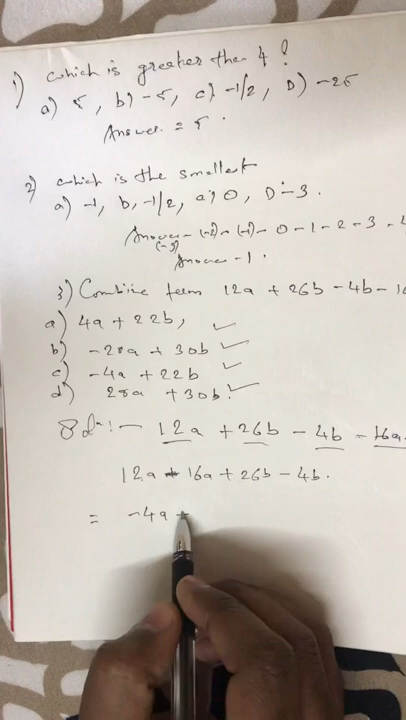 1) which is greater than 4 ?
a) 5, b) -5, c) -1/2, D) -25
Answer = 5.
2) which is the smallest
a) -1, b, -1/2, c) 0, D -3.
Answer - (-2) - (-1) - 0 - 1 - 2 - 3 - 4
(-3)
Answer - 1.
3) Combine term 12a + 26b - 4b - 16
a) 4a + 22b,
b) -28a + 30b
c) -4a + 22b
d) 28a + 30b.
12a + 26b - 4b - 16a
12a - 16a + 26b - 4b.
= -4a +